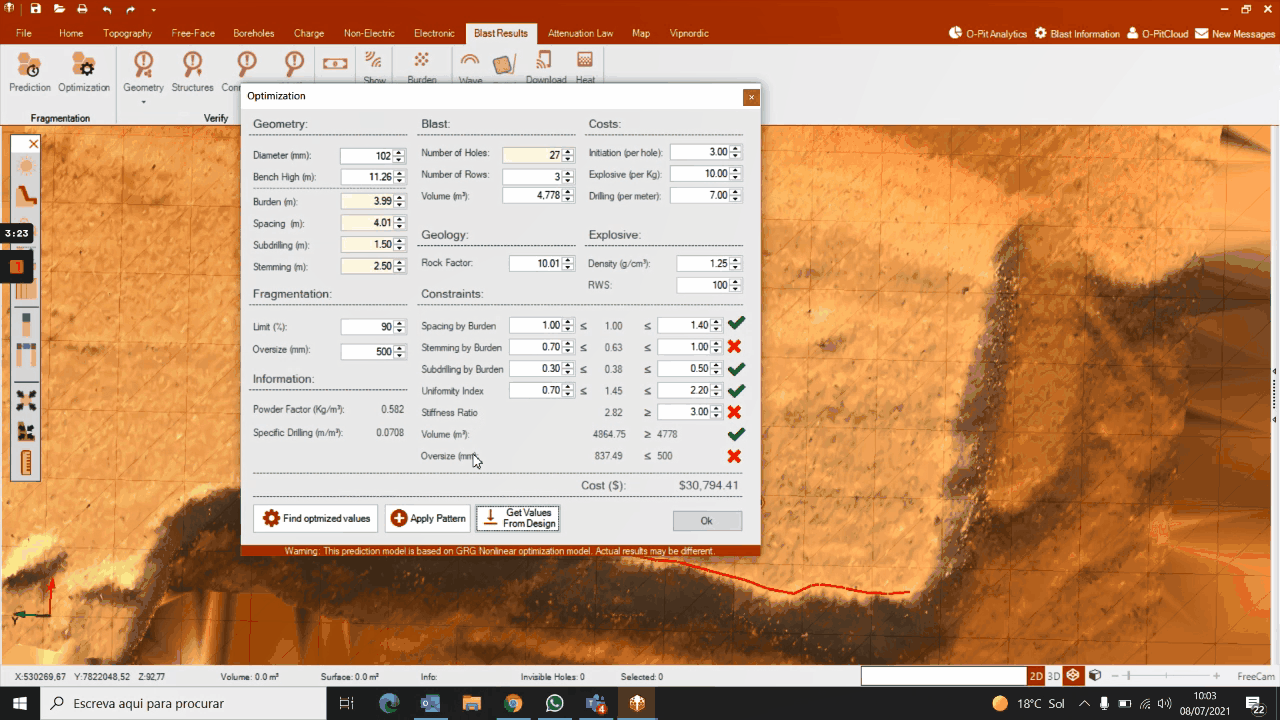 File Home Topography Free-Face Boreholes Charge Non-Electric Electronic Blast Results Attenuation Law Map Vipnordic O-Pit Analytics Blast Information O-PitCloud New Messages
Prediction Optimization Geometry Structures Show Burden Wave Download Heat
Fragmentation Verify
Optimization
Geometry:
Diameter (mm): 102
Bench High (m): 11.26
Burden (m): 3.99
Spacing (m): 4.01
Subdrilling (m): 1.50
Stemming (m): 2.50
Fragmentation:
Limit (%): 90
Oversize (mm): 500
Information:
Powder Factor (Kg/m³): 0.582
Specific Drilling (m/m³): 0.0708
Blast:
Number of Holes: 27
Number of Rows: 3
Volume (m³): 4,778
Geology:
Rock Factor: 10.01
Costs:
Initiation (per hole): 3.00
Explosive (per Kg): 10.00
Drilling (per meter): 7.00
Explosive:
Density (g/cm³): 1.25
RWS: 100
Constraints:
Spacing by Burden 1.00 ≤ 1.00 ≤ 1.40
Stemming by Burden 0.70 ≤ 0.63 ≤ 1.00
Subdrilling by Burden 0.30 ≤ 0.38 ≤ 0.50
Uniformity Index 0.70 ≤ 1.45 ≤ 2.20
Stiffness Ratio 2.82 ≥ 3.00
Volume (m³): 4864.75 ≥ 4778
Oversize (mm) 837.49 ≤ 500
Cost ($): $30,794.41
Find optmized values Apply Pattern Get Values From Design Ok
Warning: This prediction model is based on GRG Nonlinear optimization model. Actual results may be different.
3:23
Y
X:530269,67 Y:7822048,52 Z:92,77 Volume: 0.0 m³ Surface: 0.0 m² Info: Invisible Holes: 0 Selected: 0 2D 3D FreeCam
Escreva aqui para procurar 4 18°C Sol 10:03
08/07/2021 22